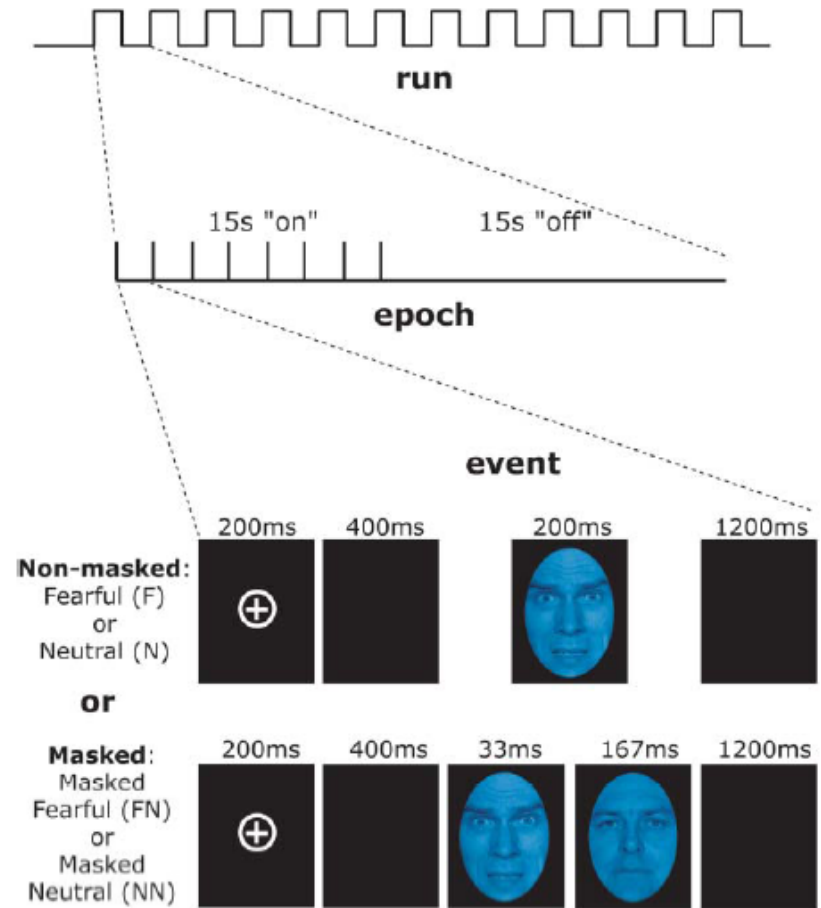 run
15s "on" 15s "off"
epoch
event
200ms 400ms 200ms 1200ms
Non-masked:
Fearful (F)
or
Neutral (N)
or
200ms 400ms 33ms 167ms 1200ms
Masked:
Masked
Fearful (FN)
or
Masked
Neutral (NN)